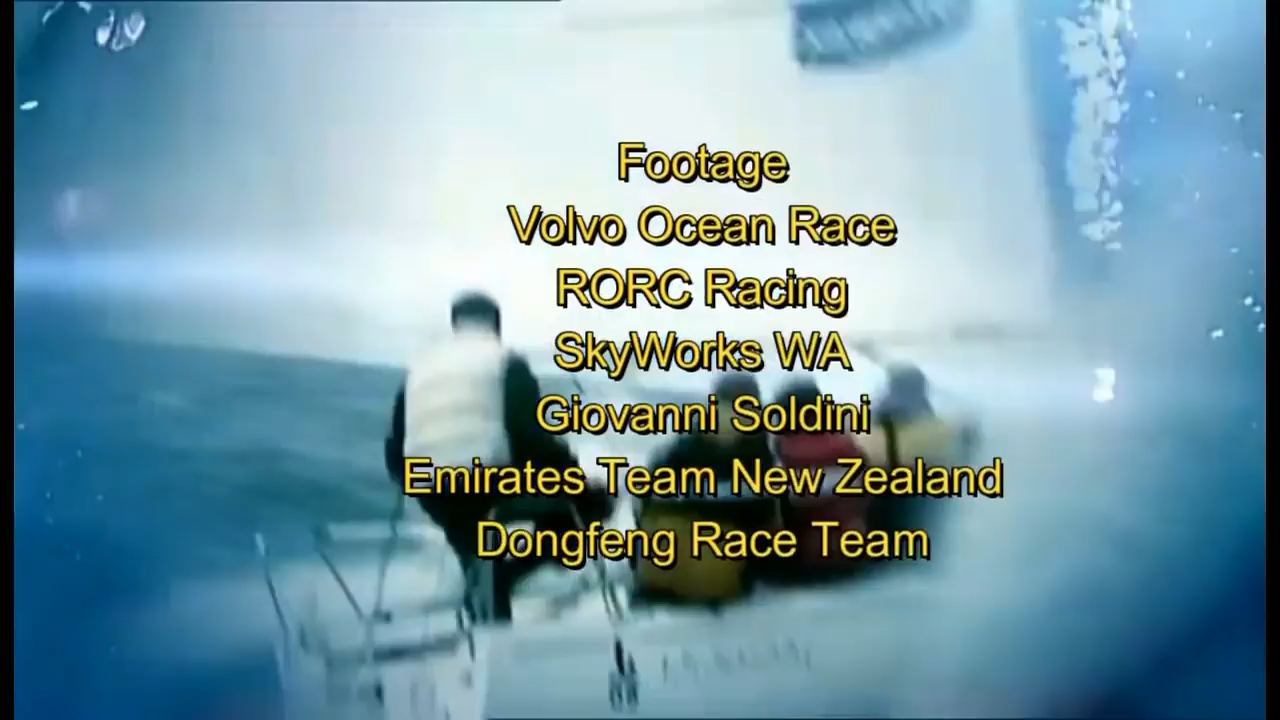 Footage
Volvo Ocean Race
RORC Racing
SkyWorks WA
Giovanni Soldini
Emirates Team New Zealand
Dongfeng Race Team